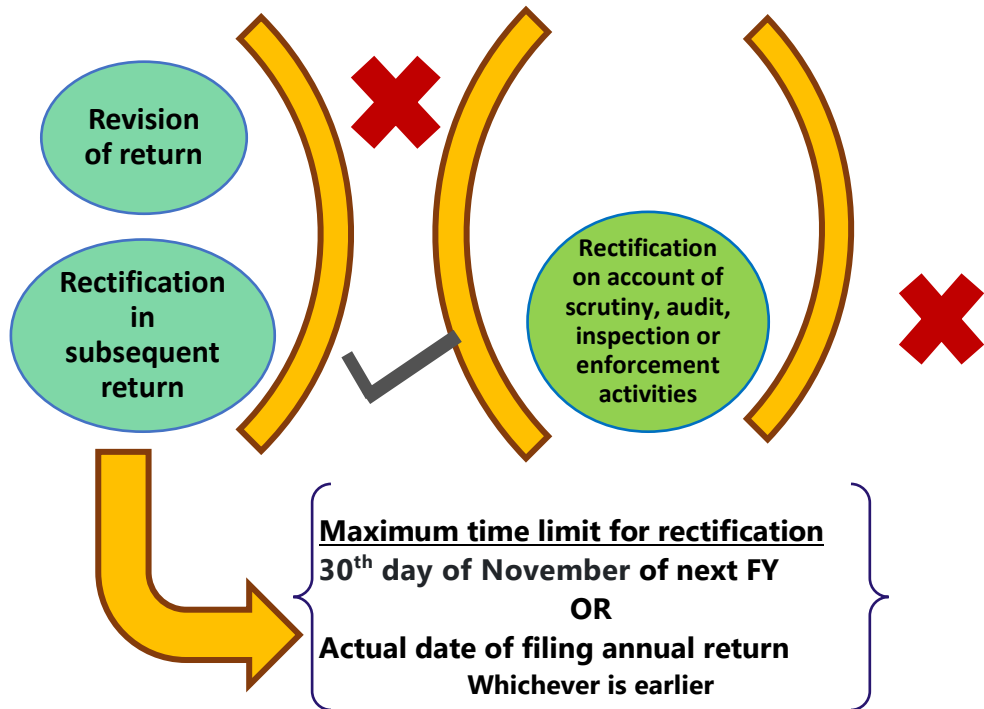 Revision
of return
Rectification
in
subsequent
return
Rectification
on account of
scrutiny, audit,
inspection or
enforcement
activities
Maximum time limit for rectification
30th day of November of next FY
OR
Actual date of filing annual return
Whichever is earlier